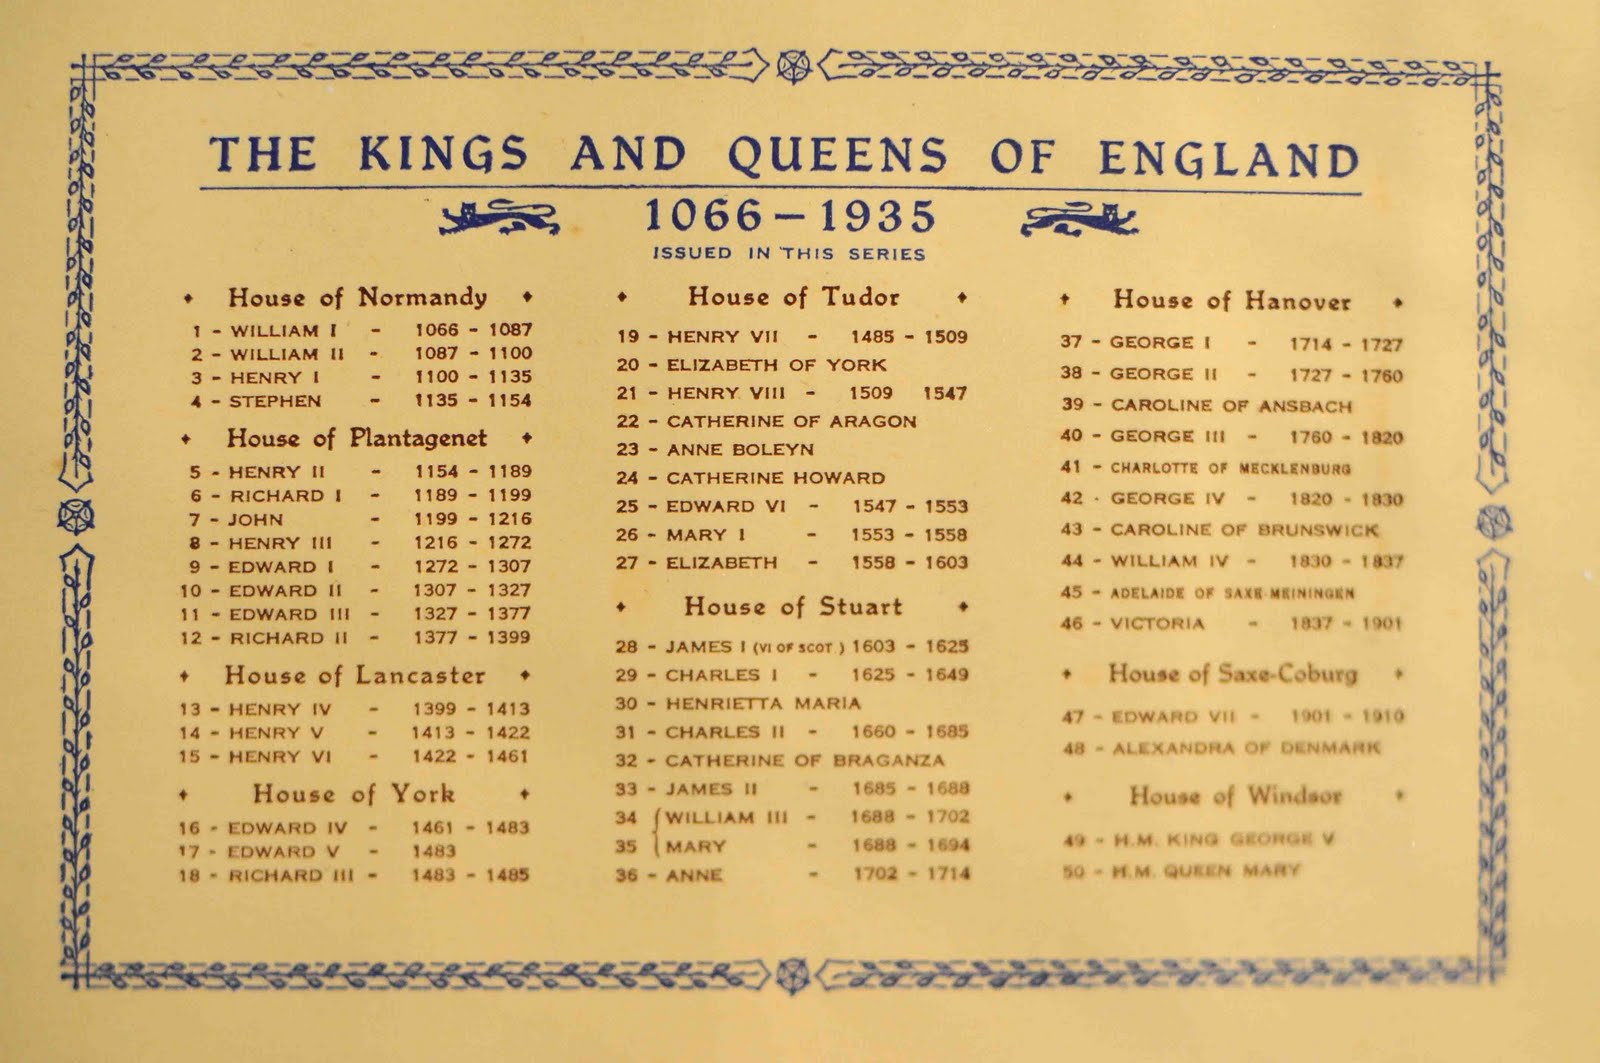 THE KINGS AND QUEENS OF ENGLAND
1066 – 1935
ISSUED IN THIS SERIES
House of Normandy
1 - WILLIAM I - 1066 - 1087
2 - WILLIAM II - 1087 - 1100
3 - HENRY I - 1100 - 1135
4 - STEPHEN - 1135 - 1154
House of Plantagenet
5 - HENRY II - 1154 - 1189
6 - RICHARD I - 1189 - 1199
7 - JOHN - 1199 - 1216
8 - HENRY III - 1216 - 1272
9 - EDWARD I - 1272 - 1307
10 - EDWARD II - 1307 - 1327
11 - EDWARD III - 1327 - 1377
12 - RICHARD II - 1377 - 1399
House of Lancaster
13 - HENRY IV - 1399 - 1413
14 - HENRY V - 1413 - 1422
15 - HENRY VI - 1422 - 1461
House of York
16 - EDWARD IV - 1461 - 1483
17 - EDWARD V - 1483
18 - RICHARD III - 1483 - 1485
House of Tudor
19 - HENRY VII - 1485 - 1509
20 - ELIZABETH OF YORK
21 - HENRY VIII - 1509 1547
22 - CATHERINE OF ARAGON
23 - ANNE BOLEYN
24 - CATHERINE HOWARD
25 - EDWARD VI - 1547 - 1553
26 - MARY I - 1553 - 1558
27 - ELIZABETH - 1558 - 1603
House of Stuart
28 - JAMES I (VI OF SCOT ) 1603 - 1625
29 - CHARLES I - 1625 - 1649
30 - HENRIETTA MARIA
31 - CHARLES II - 1660 - 1685
32 - CATHERINE OF BRAGANZA
33 - JAMES II - 1685 - 1688
34 WILLIAM III - 1688 - 1702
35 MARY - 1688 - 1694
36 - ANNE - 1702 - 1714
House of Hanover
37 - GEORGE I - 1714 - 1727
38 - GEORGE II - 1727 - 1760
39 - CAROLINE OF ANSBACH
40 - GEORGE III - 1760 - 1820
41 - CHARLOTTE OF MECKLENBURG
42 - GEORGE IV - 1820 - 1830
43 - CAROLINE OF BRUNSWICK
44 - WILLIAM IV - 1830 - 1837
45 - ADELAIDE OF SAXE-MEININGEN
46 - VICTORIA - 1837 - 1901
House of Saxe-Coburg
47 - EDWARD VII - 1901 - 1910
48 - ALEXANDRA OF DENMARK
House of Windsor
49 - H.M. KING GEORGE V
50 - H.M. QUEEN MARY